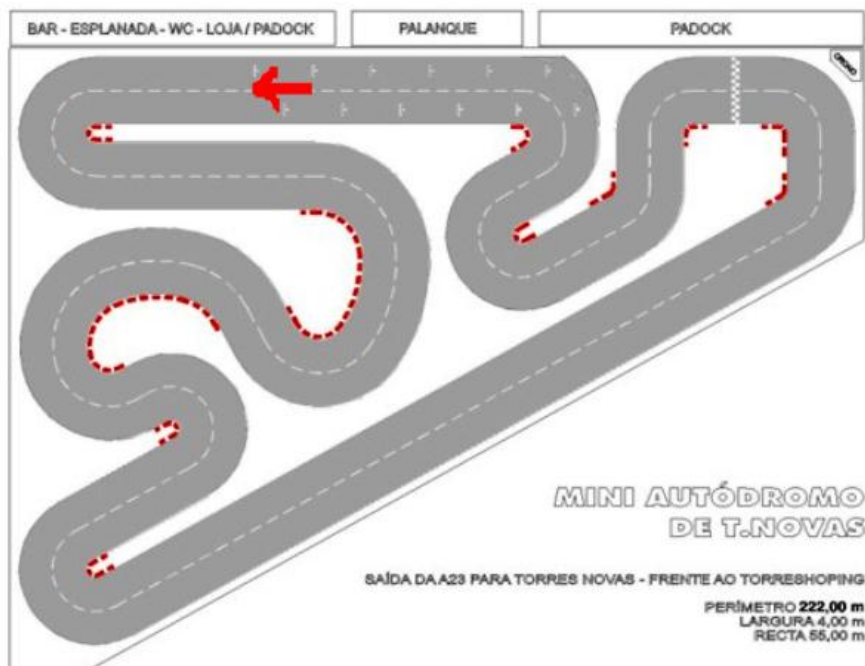 BAR - ESPLANADA - WC - LOJA / PADOCK
PALANQUE
PADOCK
CRONO
MINI AUTÓDROMO
DE T.NOVAS
SAÍDA DA A23 PARA TORRES NOVAS - FRENTE AO TORRESHOPING
PERÍMETRO 222,00 m
LARGURA 4,00 m
RECTA 55,00 m